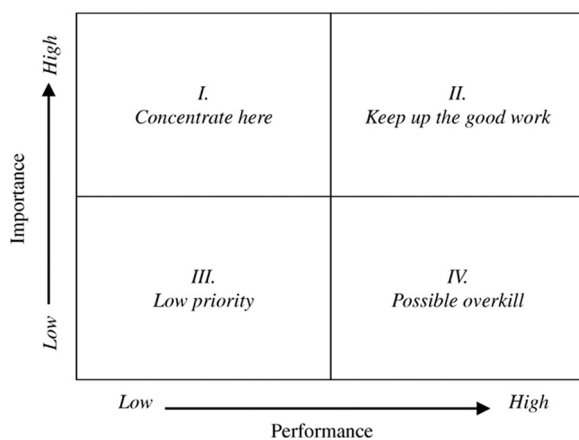 High
I.
Concentrate here
II.
Keep up the good work
Importance
III.
Low priority
IV.
Possible overkill
Low
Low
High
Performance